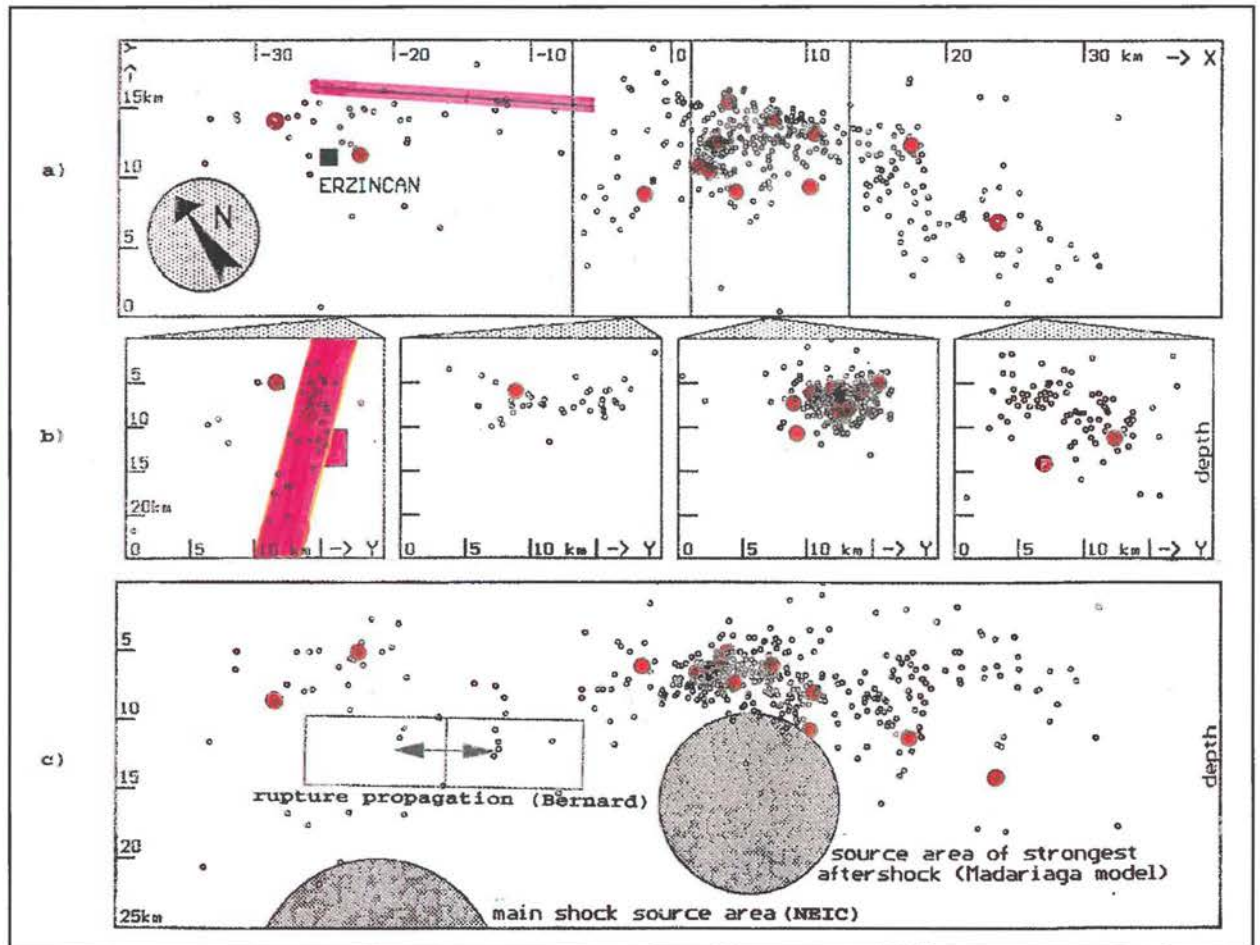 Y -30 -20 -10 0 10 20 30 km -> X
15km
a)
10
ERZINCAN
N
5
0
5
10
b)
15
20km
depth
0 5 10 km -> Y
10 km -> Y
0 5 10 km -> Y
0 5 10 km -> Y
5
10
c)
15
depth
rupture propagation (Bernard)
20
source area of strongest
aftershock (Madariaga model)
25km
main shock source area (NEIC)